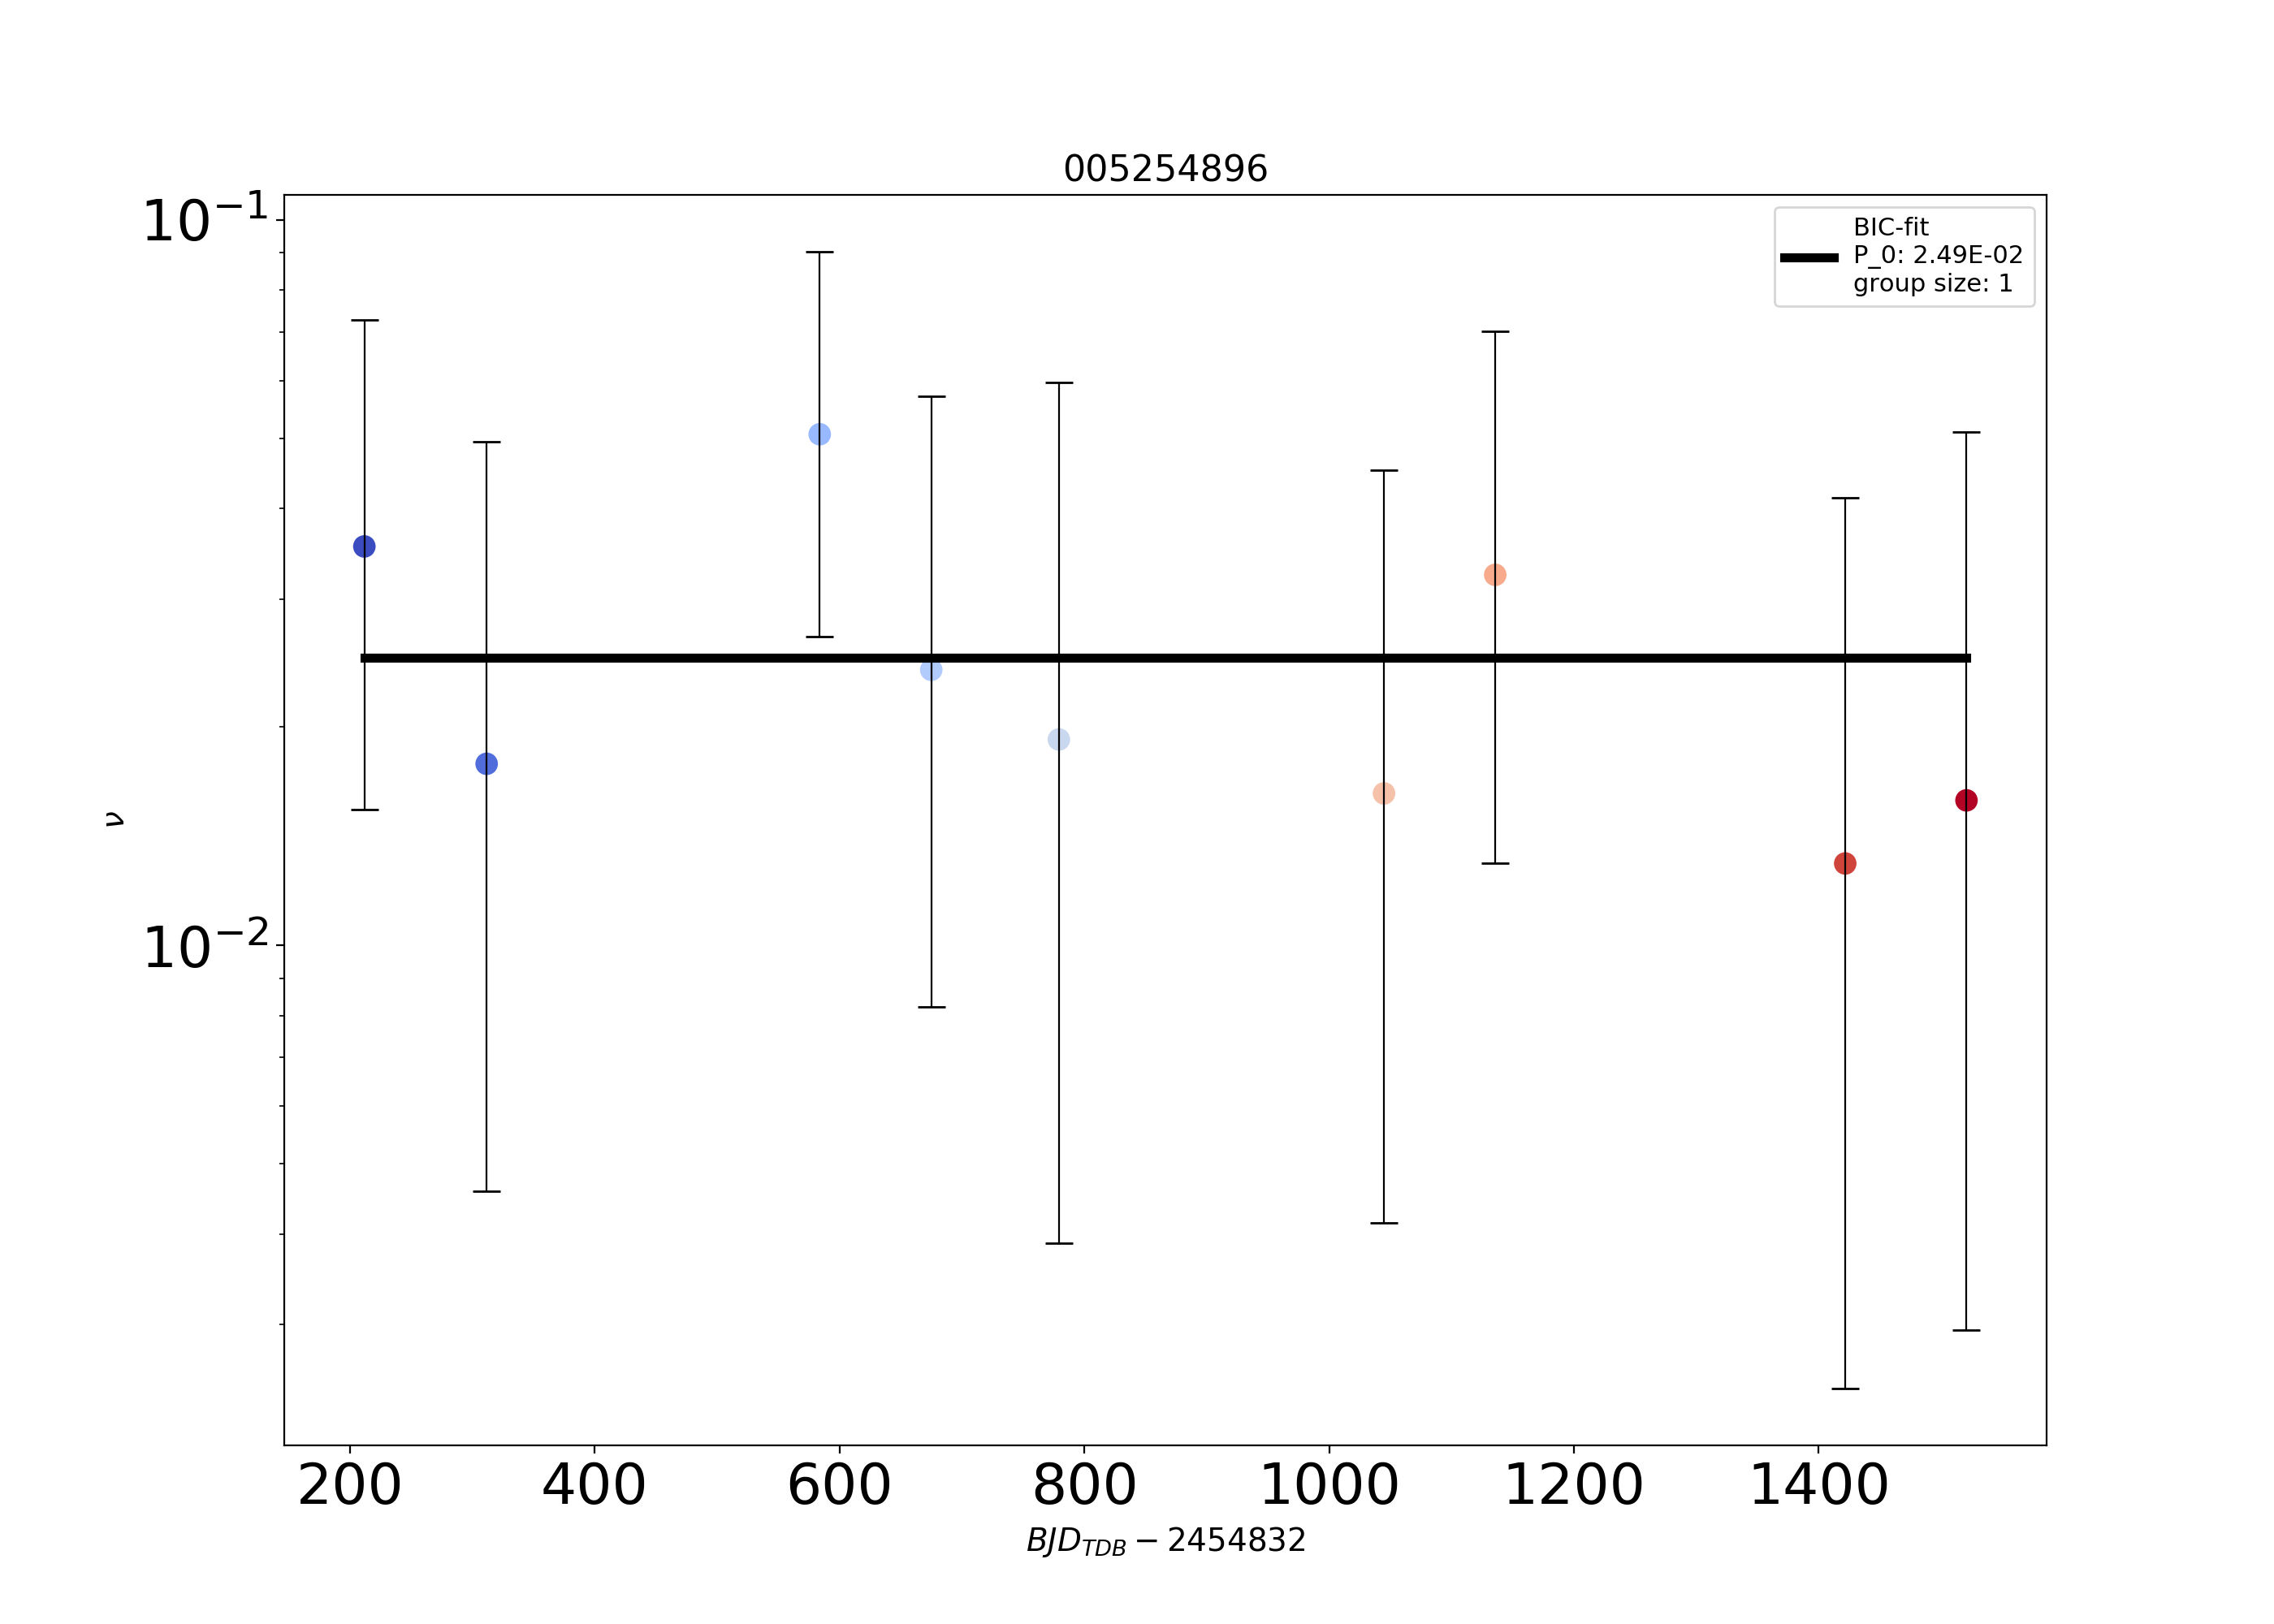 005254896
10⁻¹
10⁻²
ν
BIC-fit
P_0: 2.49E-02
group size: 1
200 400 600 800 1000 1200 1400
BJD_TDB − 2454832